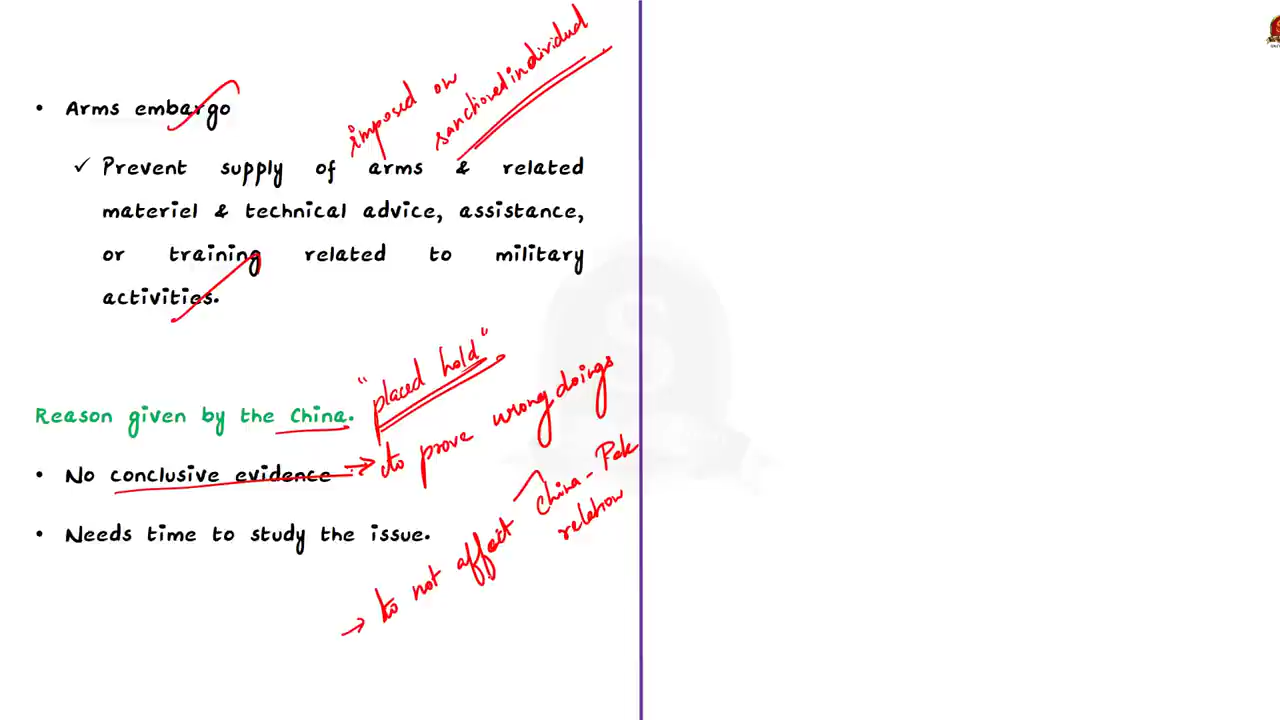 • Arms embargo
imposed on
sanctioned individual
✓ Prevent supply of arms & related
materiel & technical advice, assistance,
or training related to military
activities.
"placed hold"
Reason given by the China.
• No conclusive evidence → to prove wrong doings
• Needs time to study the issue.
→ to not affect China - Pak
relation